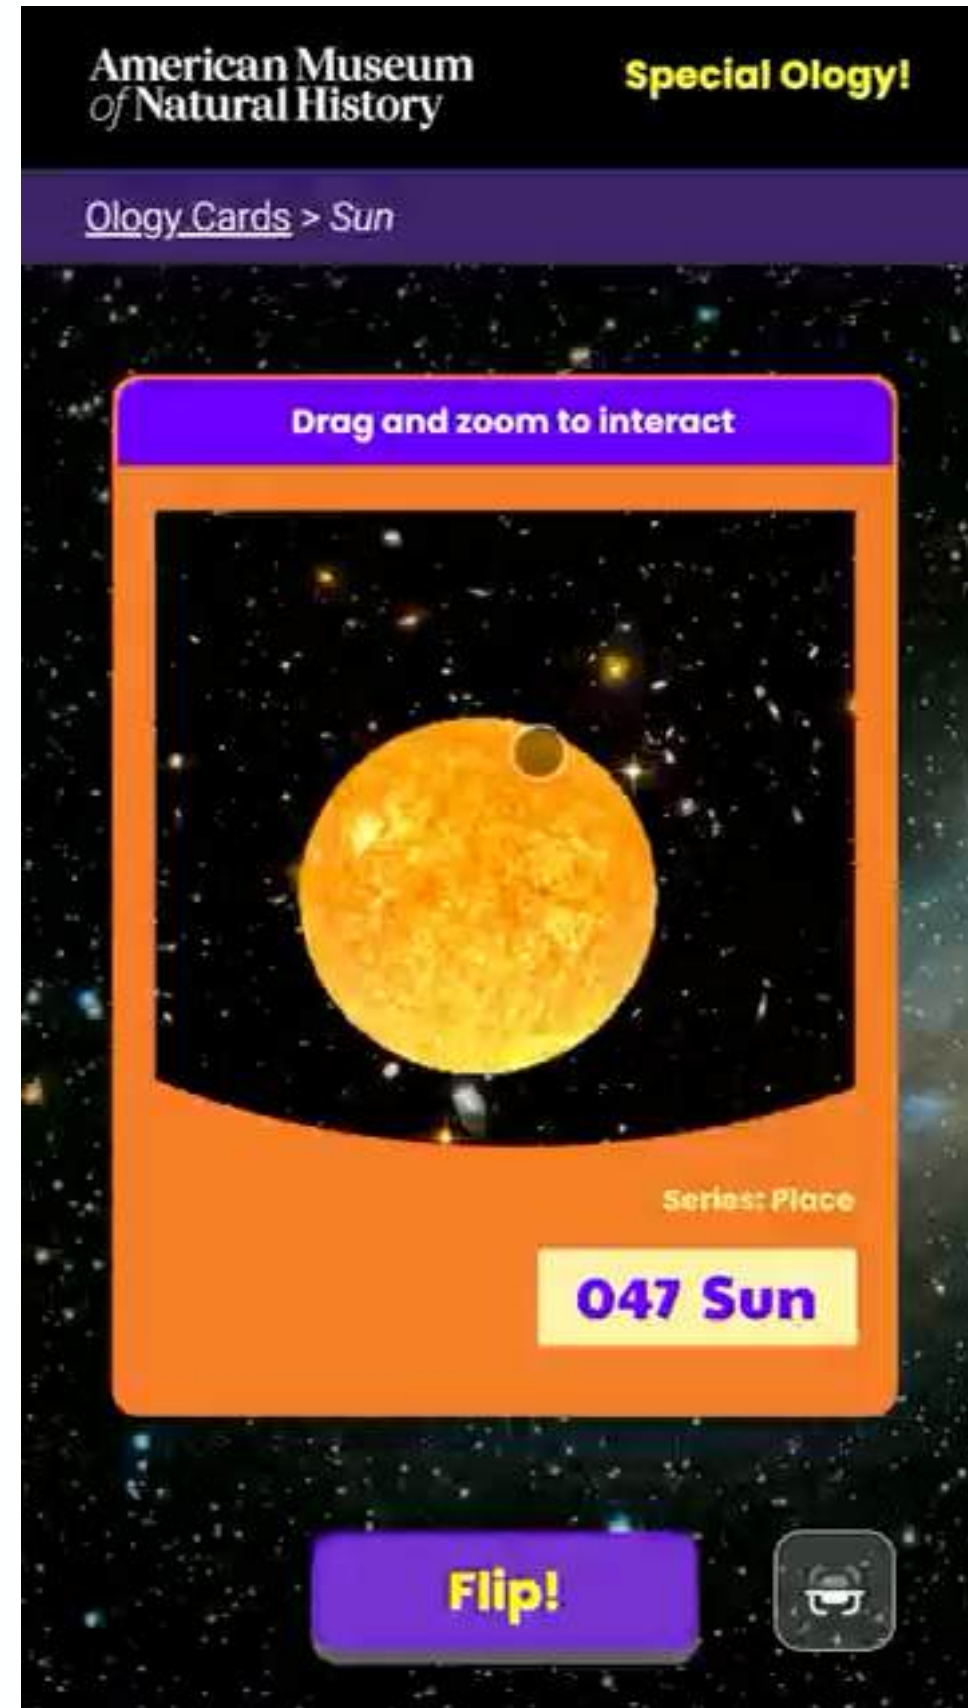 American Museum
of Natural History
Special Ology!
Ology Cards > Sun
Drag and zoom to interact
Series: Place
047 Sun
Flip!